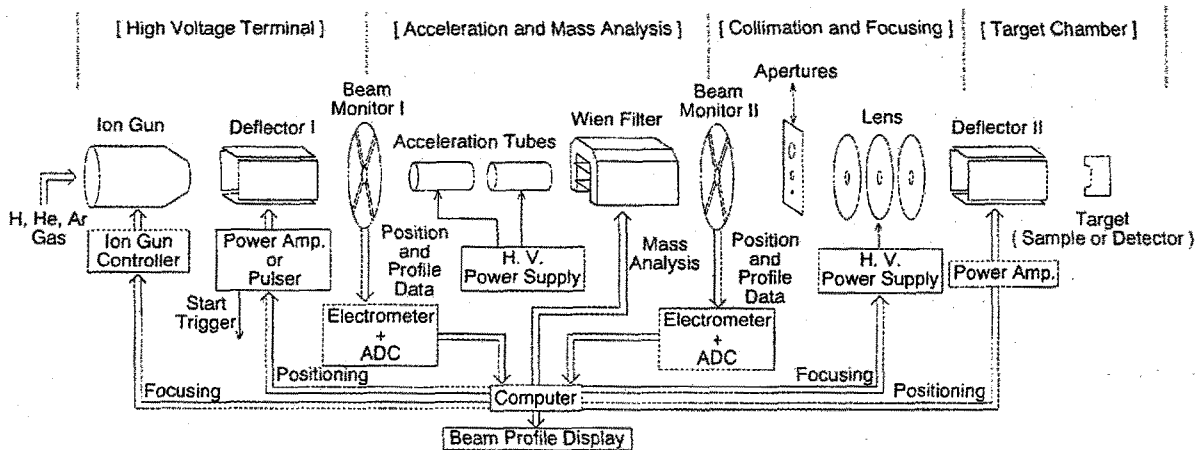 [ High Voltage Terminal ]
[ Acceleration and Mass Analysis ]
[ Collimation and Focusing ]
[ Target Chamber ]
Ion Gun
Deflector I
Beam
Monitor I
Acceleration Tubes
Wien Filter
Beam
Monitor II
Apertures
Lens
Deflector II
H, He, Ar
Gas
Ion Gun
Controller
Power Amp.
or
Pulser
Start
Trigger
Position
and
Profile
Data
H. V.
Power Supply
Mass
Analysis
Position
and
Profile
Data
H. V.
Power Supply
Power Amp.
Target
( Sample or Detector )
Electrometer
+
ADC
Electrometer
+
ADC
Focusing
Positioning
Computer
Focusing
Positioning
Beam Profile Display